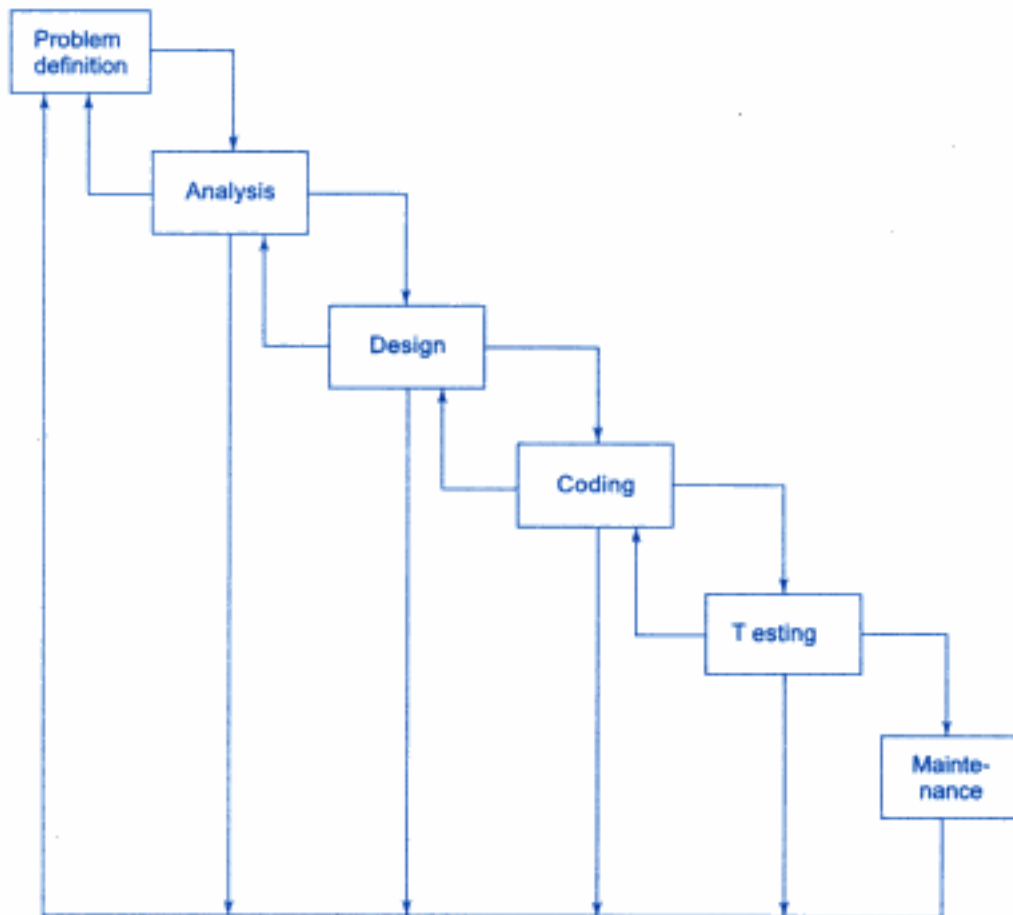 Problem
definition
Analysis
Design
Coding
T esting
Mainte-
nance